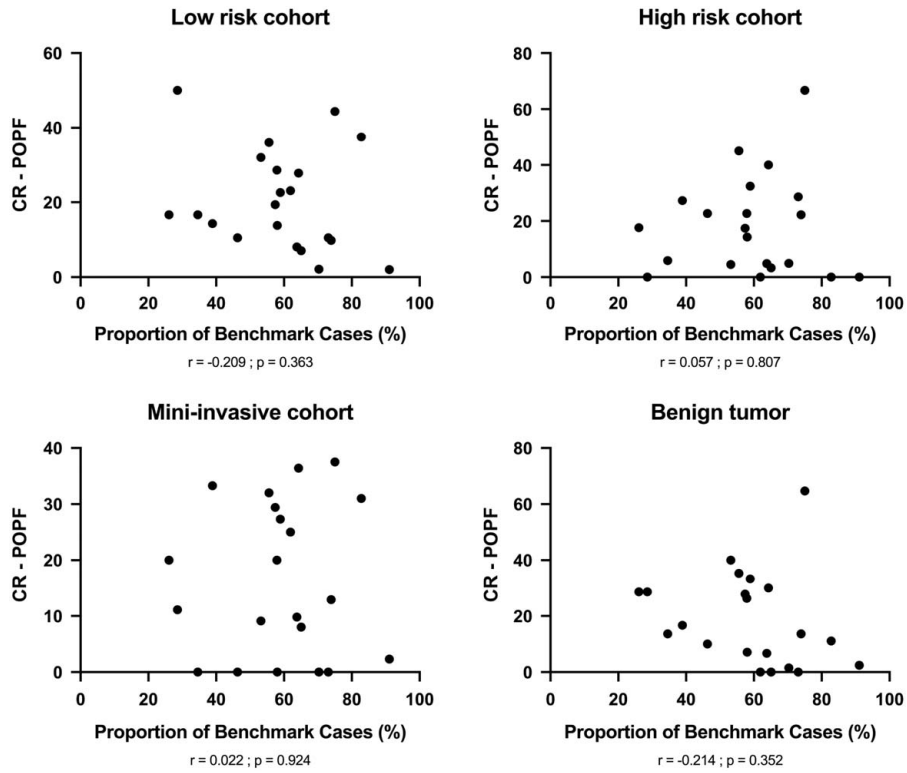 Low risk cohort
60
40
20
0
CR - POPF
0 20 40 60 80 100
Proportion of Benchmark Cases (%)
r = -0.209 ; p = 0.363
High risk cohort
80
60
40
20
0
CR - POPF
0 20 40 60 80 100
Proportion of Benchmark Cases (%)
r = 0.057 ; p = 0.807
Mini-invasive cohort
40
30
20
10
0
CR - POPF
0 20 40 60 80 100
Proportion of Benchmark Cases (%)
r = 0.022 ; p = 0.924
Benign tumor
80
60
40
20
0
CR - POPF
0 20 40 60 80 100
Proportion of Benchmark Cases (%)
r = -0.214 ; p = 0.352